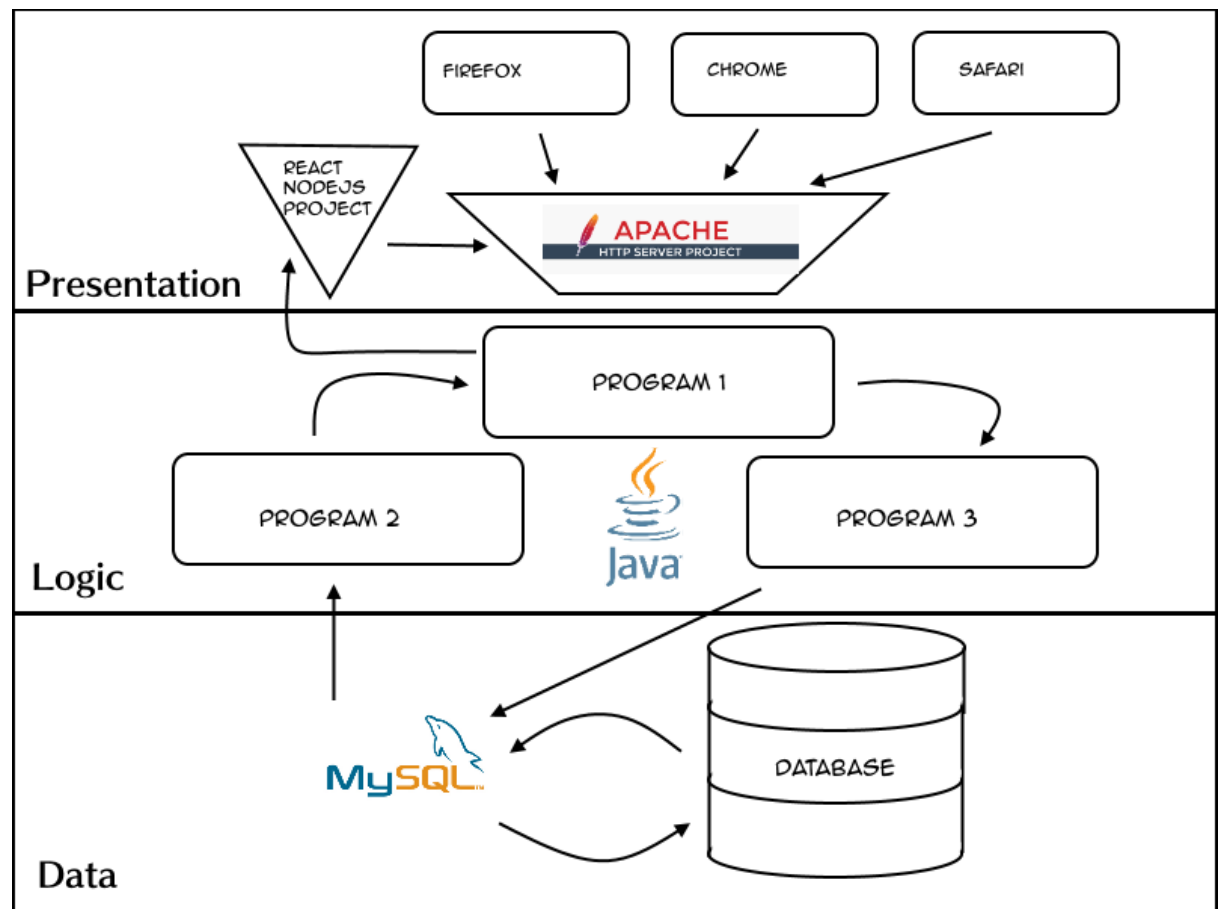 FIREFOX
CHROME
SAFARI
REACT
NODEJS
PROJECT
APACHE
HTTP SERVER PROJECT
Presentation
PROGRAM 1
PROGRAM 2
Java
PROGRAM 3
Logic
MySQL
DATABASE
Data